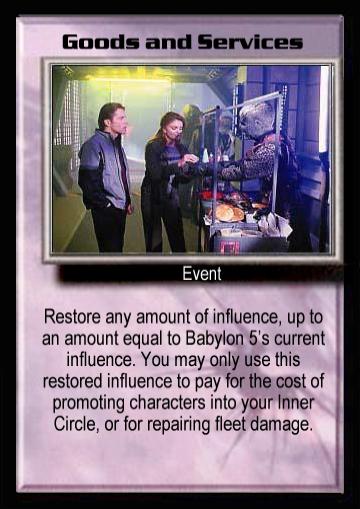 Goods and Services
Event
Restore any amount of influence, up to
an amount equal to Babylon 5's current
influence. You may only use this
restored influence to pay for the cost of
promoting characters into your Inner
Circle, or for repairing fleet damage.